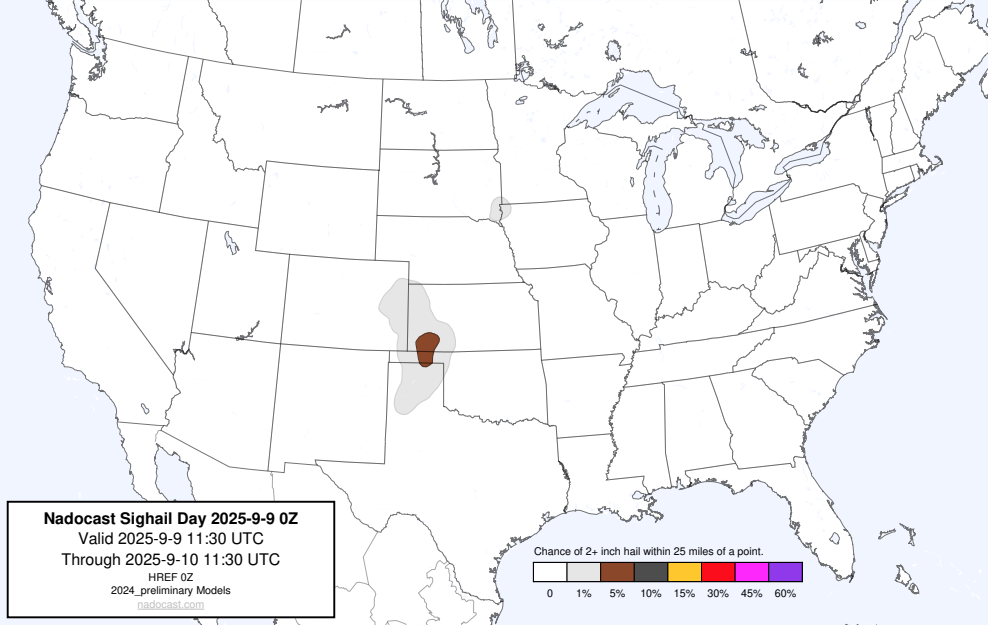 Nadocast Sighail Day 2025-9-9 0Z
Valid 2025-9-9 11:30 UTC
Through 2025-9-10 11:30 UTC
HREF 0Z
2024_preliminary Models
nadocast.com
Chance of 2+ inch hail within 25 miles of a point.
0 1% 5% 10% 15% 30% 45% 60%